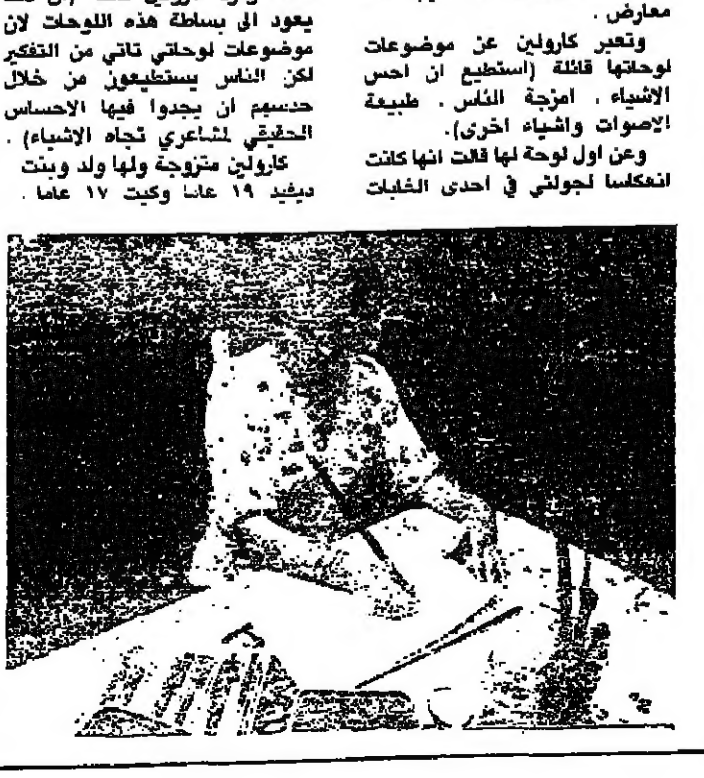 معارض .
وتعبر كارولين عن موضوعات
لوحاتها قائلة (استطيع ان احس
الاشياء . امزجة الناس . طبيعة
الاصوات واشياء اخرى).
وعن اول لوحة لها قالت انها كانت
انعكاسا لجولتي في احدى الغابات
يعود الى بساطة هذه اللوحات لان
موضوعات لوحاتي تاتي من التفكير
لكن الناس يستطيعون من خلال
حدسهم ان يجدوا فيها الاحساس
الحقيقي لمشاعري تجاه الاشياء) .
كارولين متزوجة ولها ولد وبنت
ديفيد ١٩ عاما وكيت ١٧ عاما .